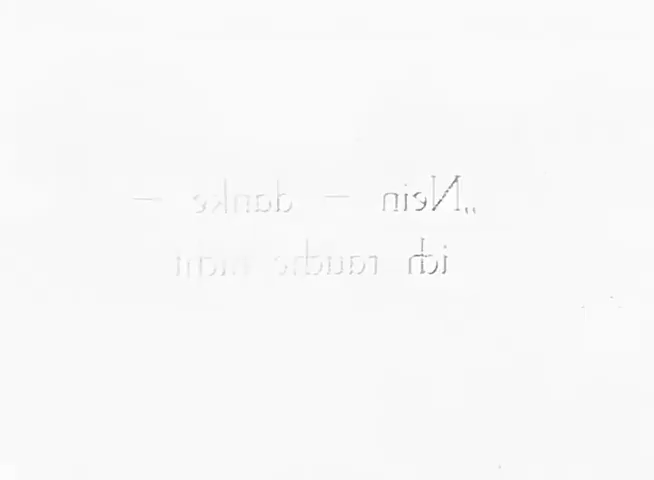 „Nein – danke –
ich rauche nicht